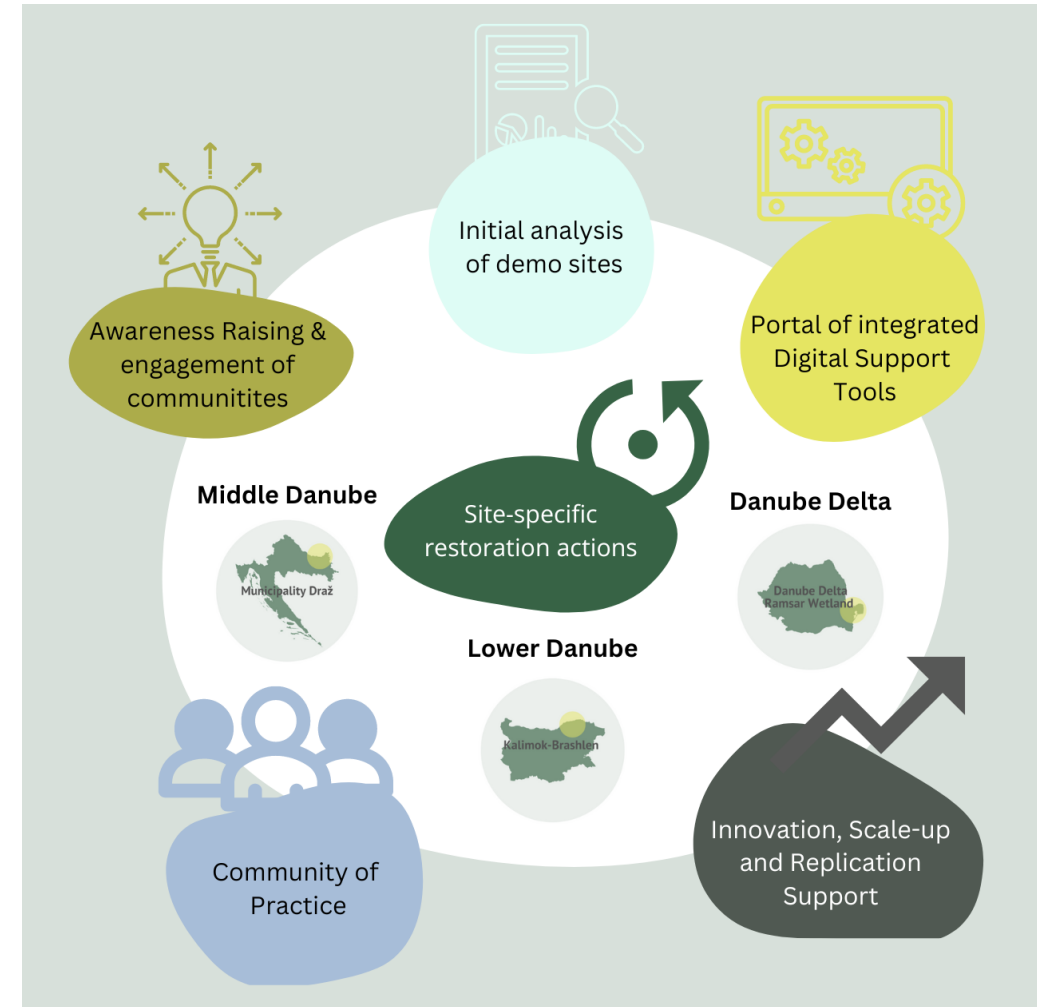 Initial analysis
of demo sites
Portal of integrated
Digital Support
Tools
Awareness Raising &
engagement of
communitites
Site-specific
restoration actions
Middle Danube
Municipality Draž
Danube Delta
Danube Delta
Ramsar Wetland
Lower Danube
Kalimok-Brashlen
Community of
Practice
Innovation, Scale-up
and Replication
Support